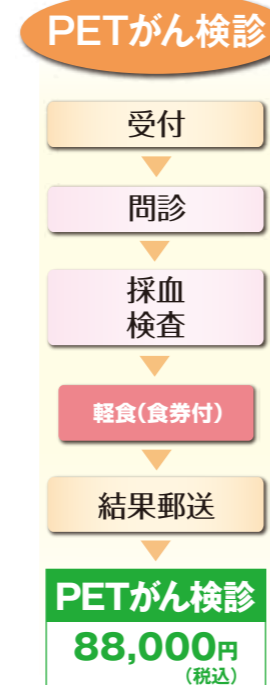 PETがん検診
受付
問診
採血
検査
軽食(食券付)
結果郵送
PETがん検診
88,000円
(税込)